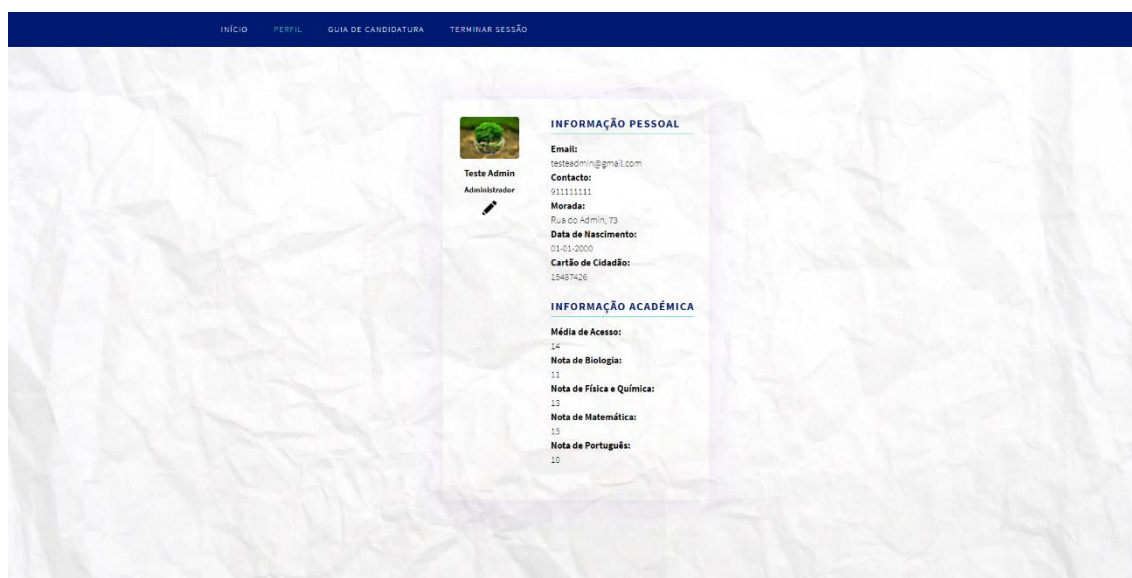 INÍCIO PERFIL GUIA DE CANDIDATURA TERMINAR SESSÃO
Teste Admin
Administrador
INFORMAÇÃO PESSOAL
Email:
testeadmin@gmail.com
Contacto:
911111111
Morada:
Rua do Admin, 73
Data de Nascimento:
01-01-2000
Cartão de Cidadão:
15487426
INFORMAÇÃO ACADÉMICA
Média de Acesso:
14
Nota de Biologia:
11
Nota de Física e Química:
13
Nota de Matemática:
15
Nota de Português:
10